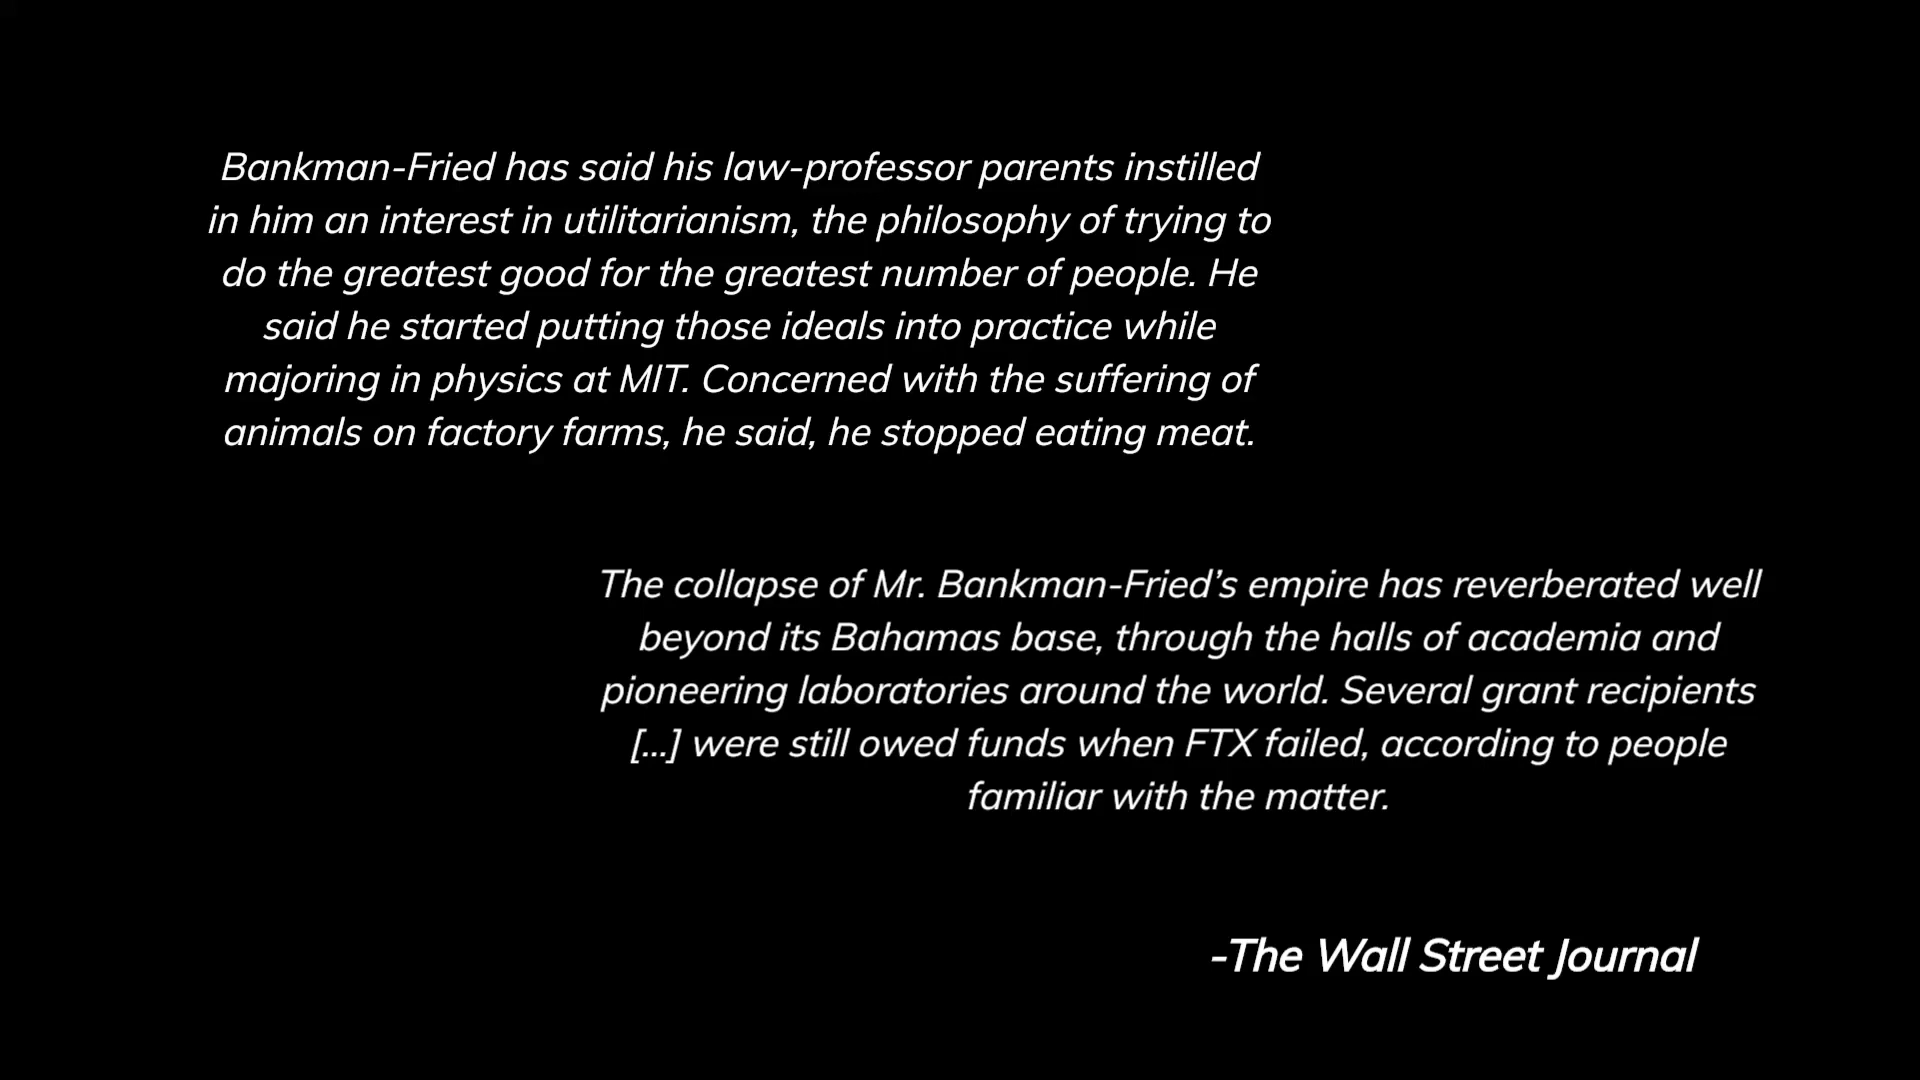 Bankman-Fried has said his law-professor parents instilled
in him an interest in utilitarianism, the philosophy of trying to
do the greatest good for the greatest number of people. He
said he started putting those ideals into practice while
majoring in physics at MIT. Concerned with the suffering of
animals on factory farms, he said, he stopped eating meat.
The collapse of Mr. Bankman-Fried’s empire has reverberated well
beyond its Bahamas base, through the halls of academia and
pioneering laboratories around the world. Several grant recipients
[...] were still owed funds when FTX failed, according to people
familiar with the matter.
-The Wall Street Journal